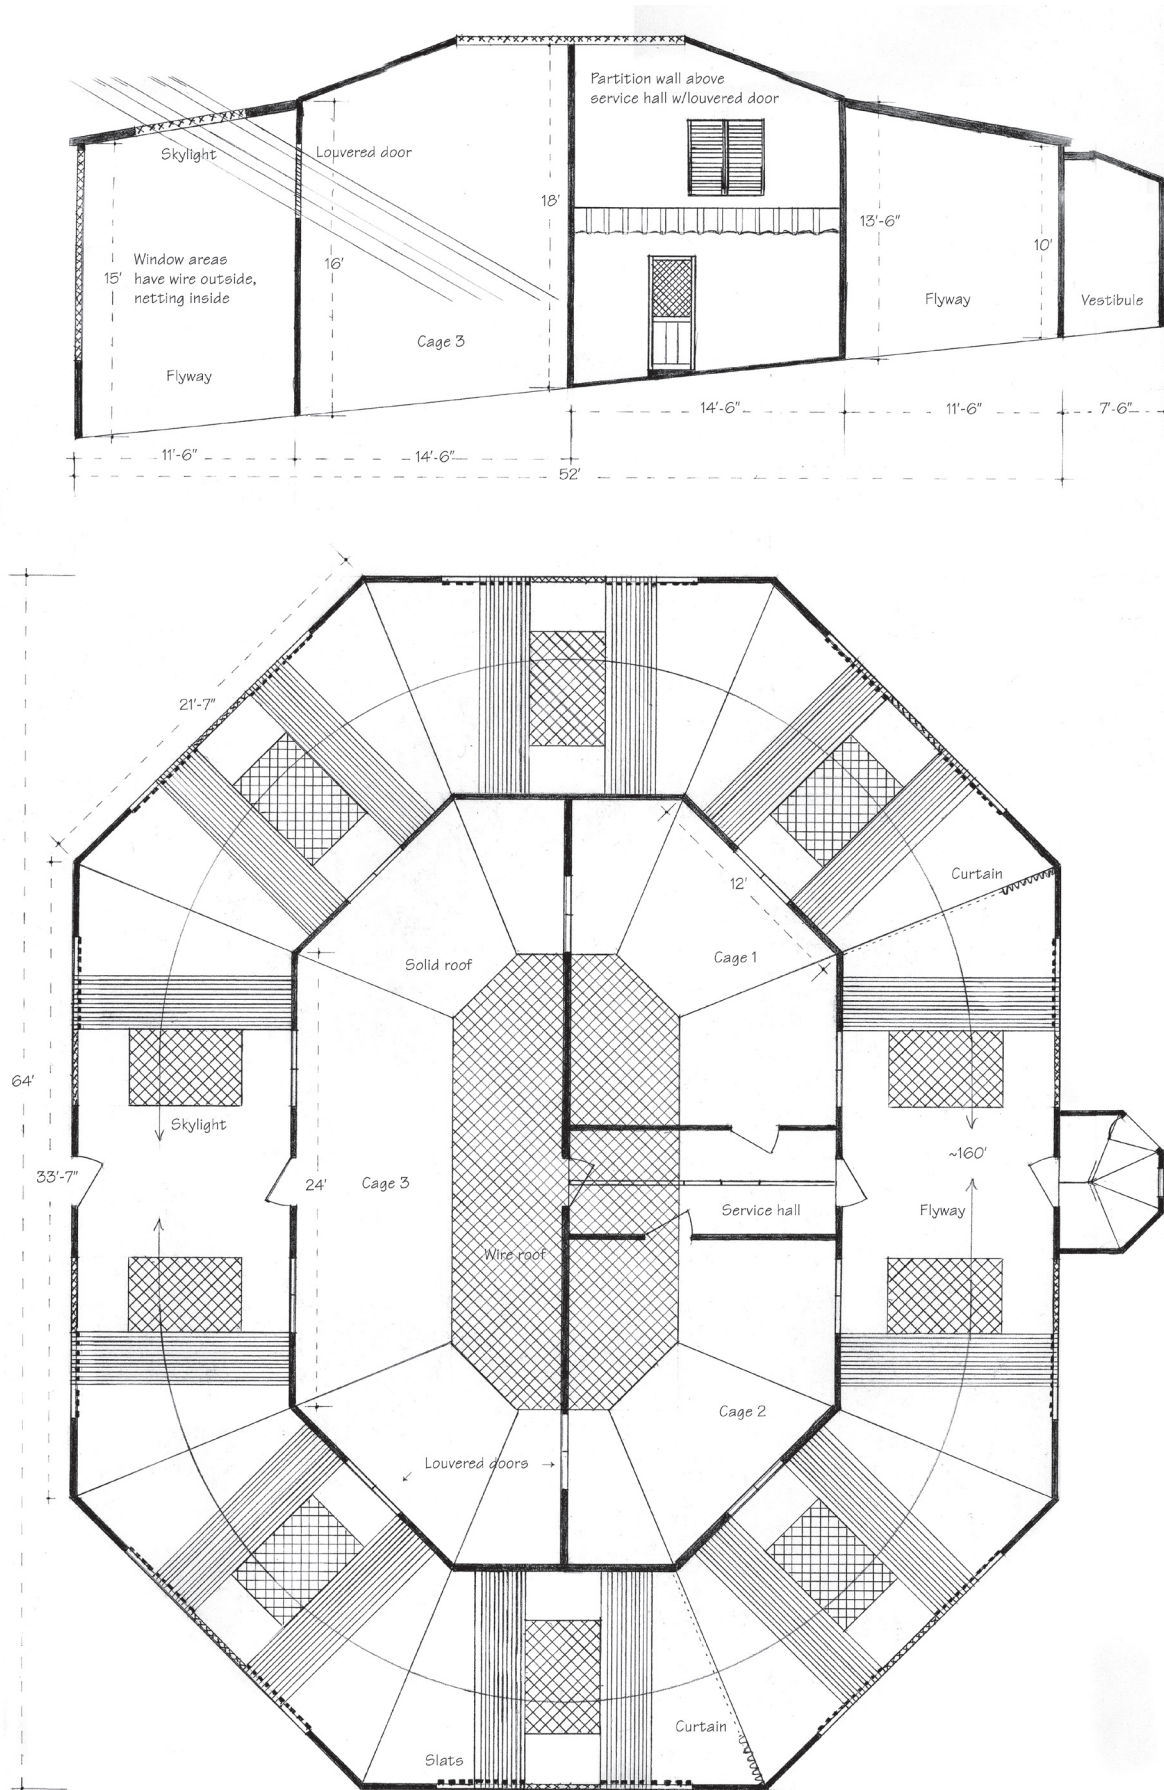 Partition wall above
service hall w/louvered door
Skylight
Louvered door
18'
13'-6"
Window areas
have wire outside,
netting inside
15'
16'
10'
Flyway
Vestibule
Cage 3
Flyway
14'-6"
11'-6"
7'-6"
11'-6"
14'-6"
52'
21'-7"
12'
Curtain
Cage 1
Solid roof
64'
Skylight
~160'
33'-7"
24'
Cage 3
Service hall
Flyway
Wire roof
Cage 2
Louvered doors
Curtain
Slats